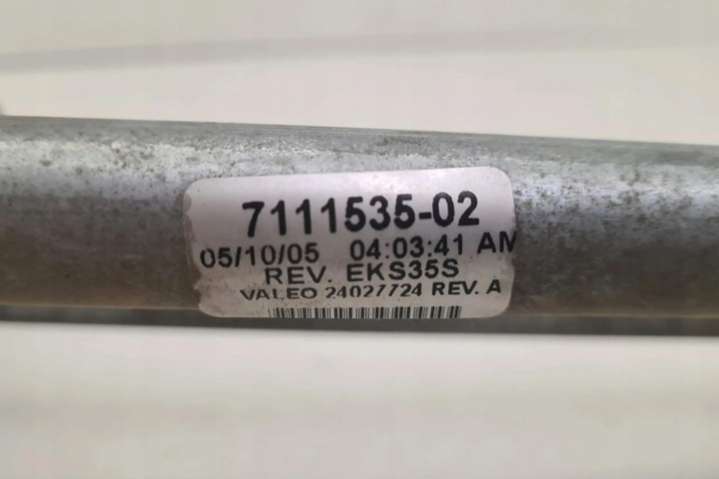 7111535-02
05/10/05 04:03:41 AM
REV. EKS35S
VALEO 24027724 REV. A